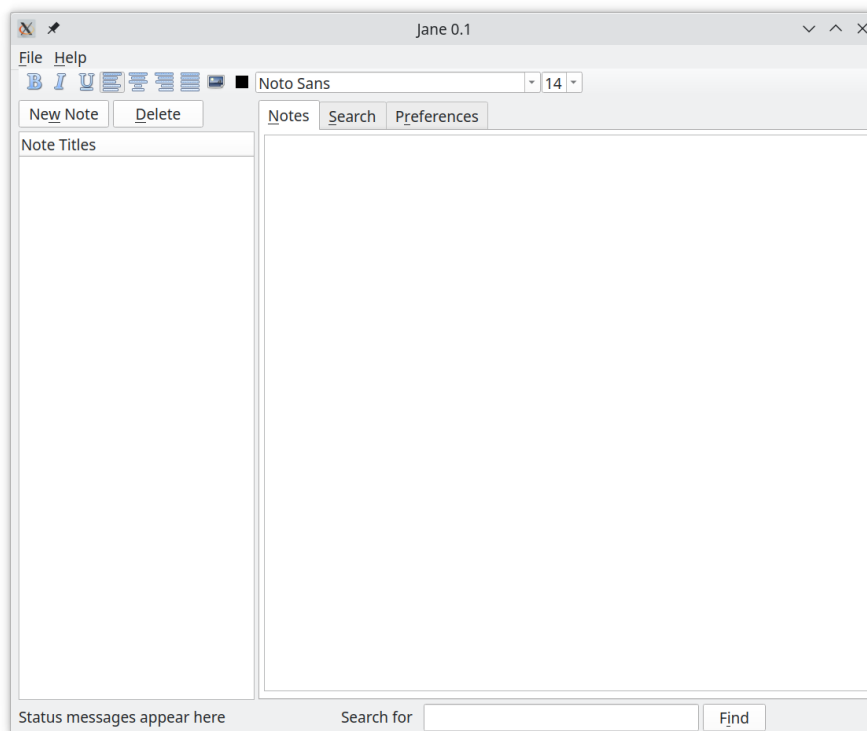 Jane 0.1
File Help
B I U Noto Sans 14
New Note Delete
Notes Search Preferences
Note Titles
Status messages appear here Search for Find